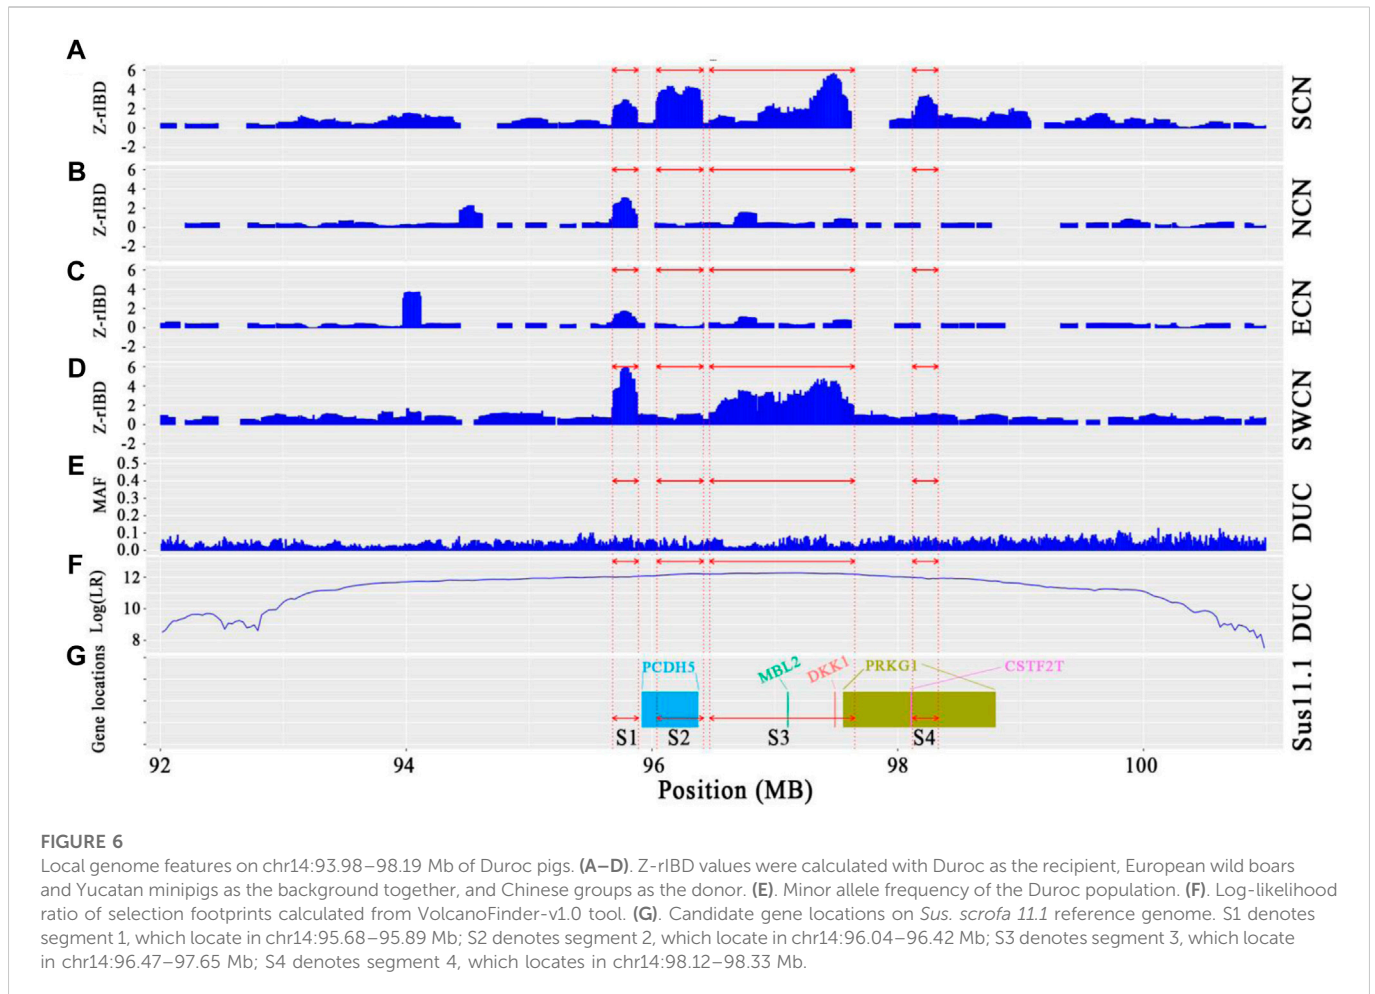 A
6
4
2
0
-2
Z-rIBD
SCN
B
6
4
2
0
-2
Z-rIBD
NCN
C
6
4
2
0
-2
Z-rIBD
ECN
D
6
4
2
0
-2
Z-rIBD
SWCN
E
0.5
0.4
0.3
0.2
0.1
0.0
MAF
DUC
F
12
10
8
Log(LR)
DUC
G
Gene locations
PCDH5
MBL2
DKK1
PRKG1
CSTF2T
S1
S2
S3
S4
Sus11.1
92
94
96
98
100
Position (MB)
FIGURE 6
Local genome features on chr14:93.98–98.19 Mb of Duroc pigs. (A–D). Z-rIBD values were calculated with Duroc as the recipient, European wild boars
and Yucatan minipigs as the background together, and Chinese groups as the donor. (E). Minor allele frequency of the Duroc population. (F). Log-likelihood
ratio of selection footprints calculated from VolcanoFinder-v1.0 tool. (G). Candidate gene locations on Sus. scrofa 11.1 reference genome. S1 denotes
segment 1, which locate in chr14:95.68–95.89 Mb; S2 denotes segment 2, which locate in chr14:96.04–96.42 Mb; S3 denotes segment 3, which locate
in chr14:96.47–97.65 Mb; S4 denotes segment 4, which locates in chr14:98.12–98.33 Mb.